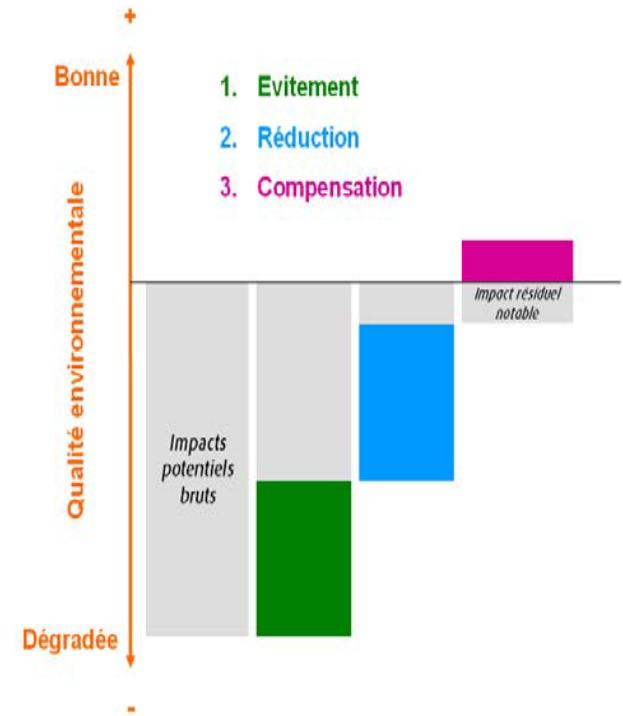 +
Bonne
1. Evitement
2. Réduction
3. Compensation
Qualité environnementale
Impact résiduel
notable
Impacts
potentiels
bruts
Dégradée
-